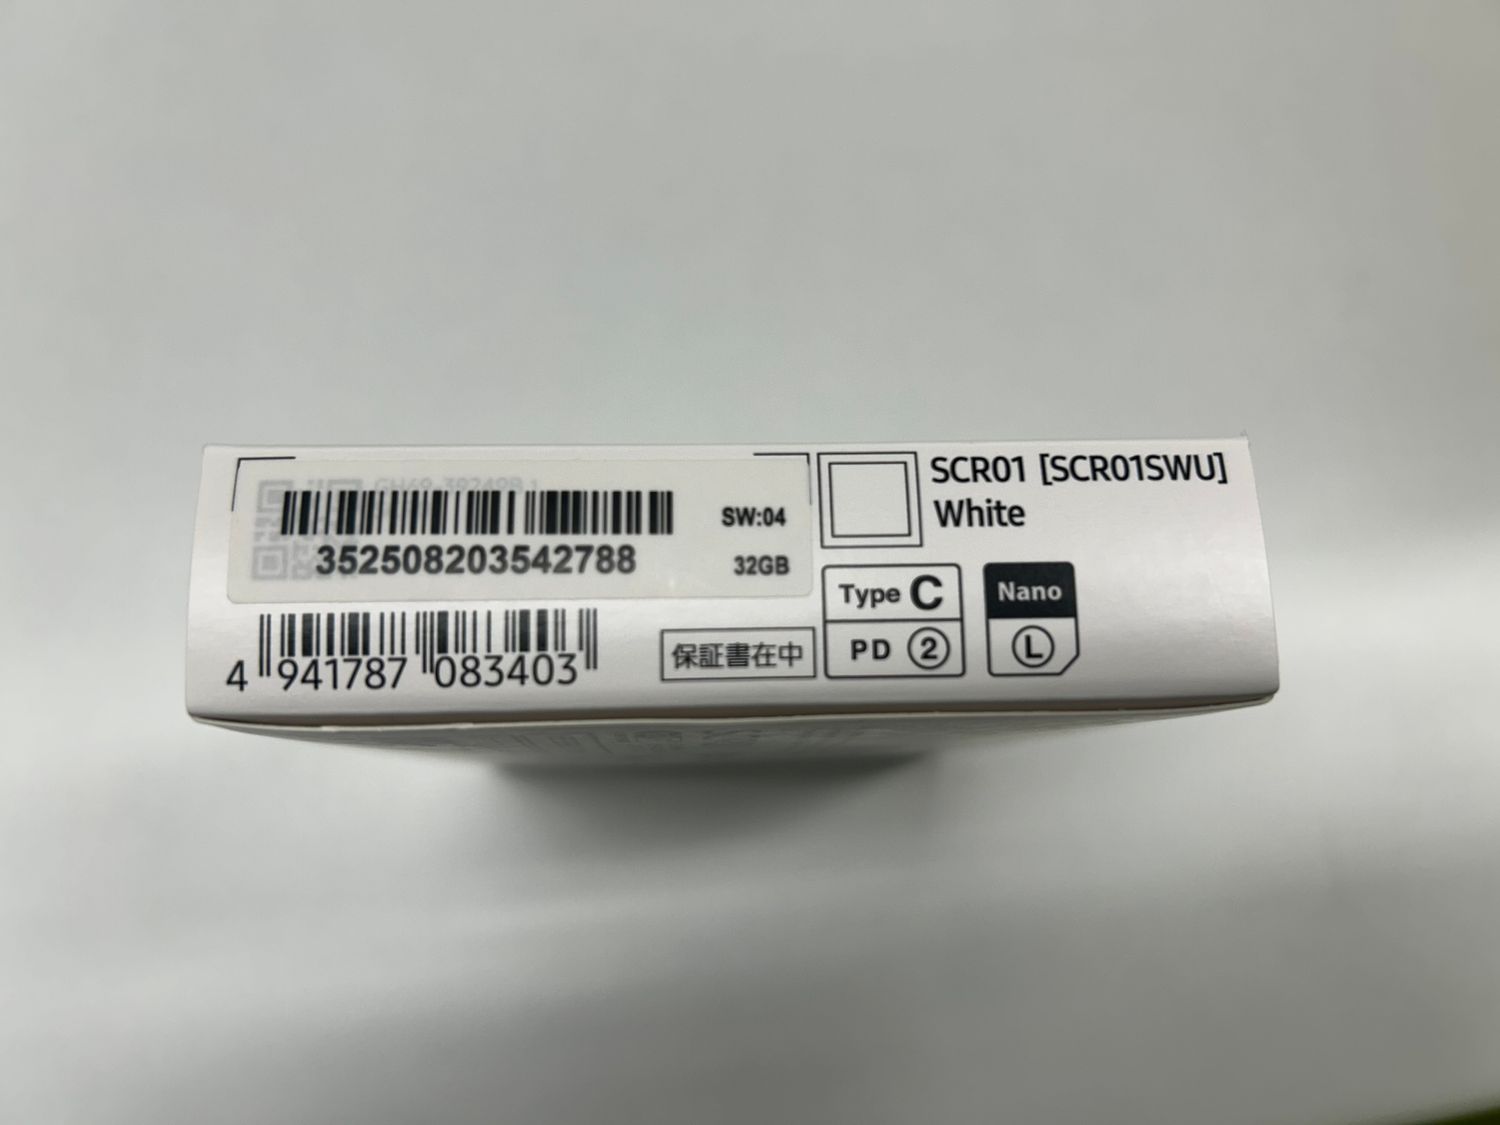 SW:04
352508203542788
32GB
4 941787 083403
保証書在中
SCR01 [SCR01SWU]
White
Type C
PD 2
Nano
L